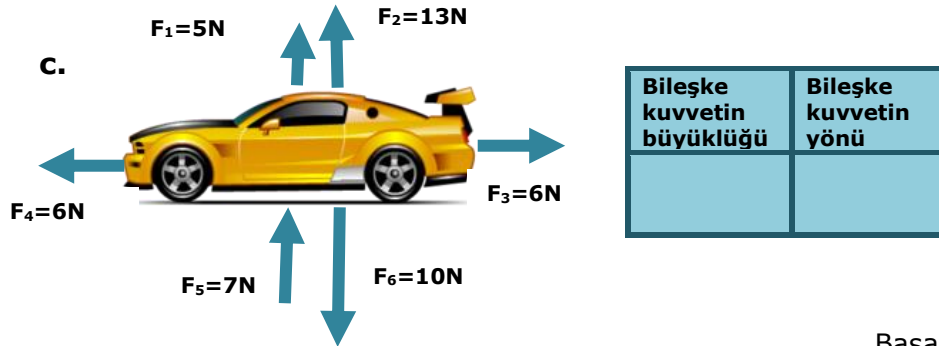 F₁=5N
F₂=13N
c.
Bileşke kuvvetin büyüklüğü
Bileşke kuvvetin yönü
F₄=6N
F₃=6N
F₅=7N
F₆=10N
Başa